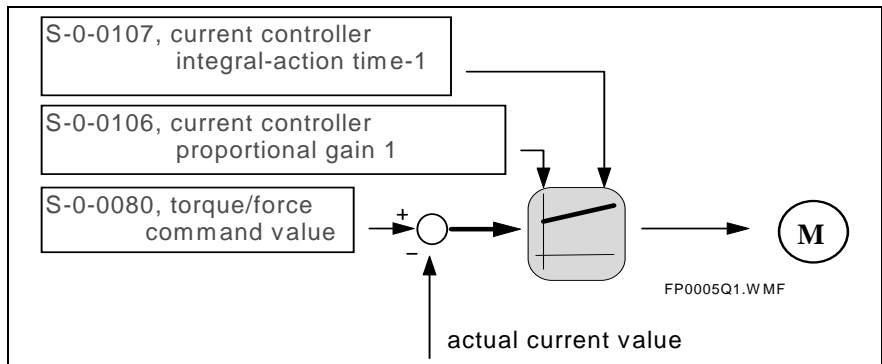 S-0-0107, current controller
integral-action time-1
S-0-0106, current controller
proportional gain 1
S-0-0080, torque/force
command value
+
−
M
FP0005Q1.WMF
actual current value